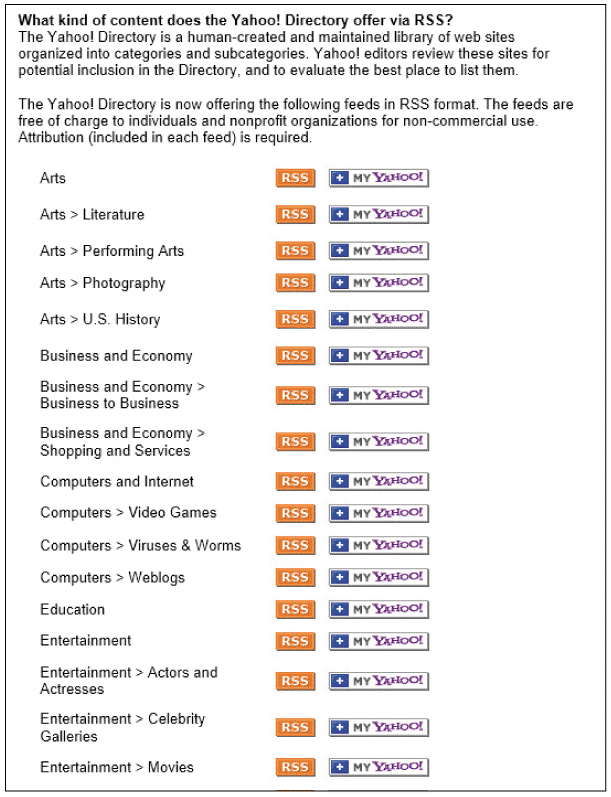 What kind of content does the Yahoo! Directory offer via RSS?
The Yahoo! Directory is a human-created and maintained library of web sites
organized into categories and subcategories. Yahoo! editors review these sites for
potential inclusion in the Directory, and to evaluate the best place to list them.
The Yahoo! Directory is now offering the following feeds in RSS format. The feeds are
free of charge to individuals and nonprofit organizations for non-commercial use.
Attribution (included in each feed) is required.
Arts RSS + MY YAHOO!
Arts > Literature RSS + MY YAHOO!
Arts > Performing Arts RSS + MY YAHOO!
Arts > Photography RSS + MY YAHOO!
Arts > U.S. History RSS + MY YAHOO!
Business and Economy RSS + MY YAHOO!
Business and Economy >
Business to Business RSS + MY YAHOO!
Business and Economy >
Shopping and Services RSS + MY YAHOO!
Computers and Internet RSS + MY YAHOO!
Computers > Video Games RSS + MY YAHOO!
Computers > Viruses & Worms RSS + MY YAHOO!
Computers > Weblogs RSS + MY YAHOO!
Education RSS + MY YAHOO!
Entertainment RSS + MY YAHOO!
Entertainment > Actors and
Actresses RSS + MY YAHOO!
Entertainment > Celebrity
Galleries RSS + MY YAHOO!
Entertainment > Movies RSS + MY YAHOO!